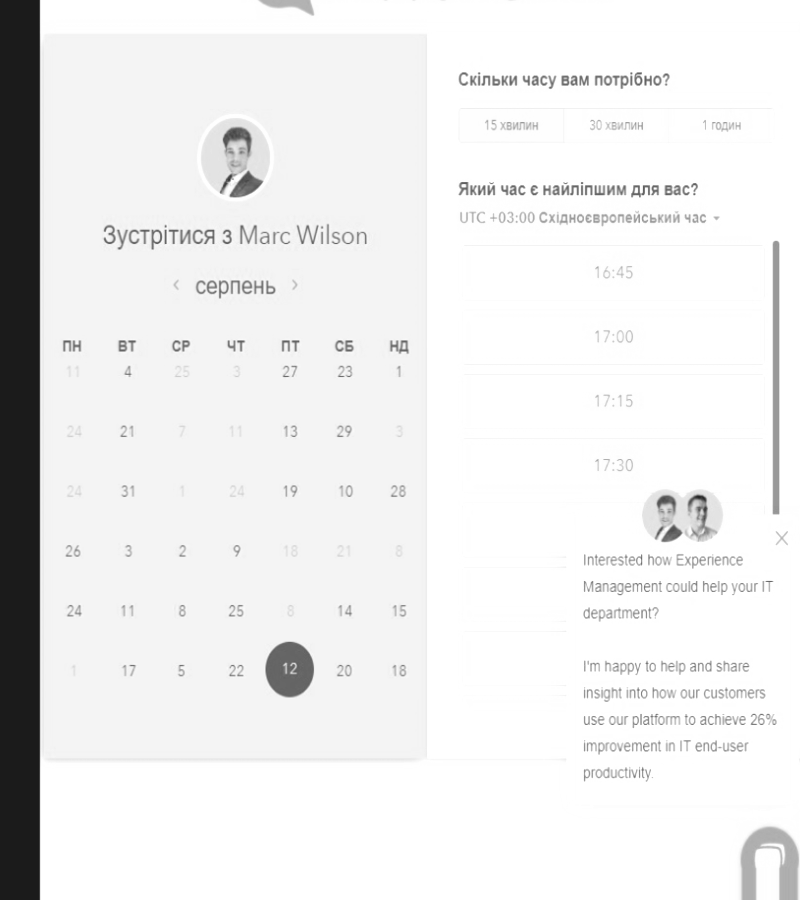 Зустрітися з Marc Wilson
серпень
ПН ВТ СР ЧТ ПТ СБ НД
11 4 25 3 27 23 1
24 21 7 11 13 29 3
24 31 1 24 19 10 28
26 3 2 9 18 21 8
24 11 8 25 8 14 15
1 17 5 22 12 20 18
Скільки часу вам потрібно?
15 хвилин 30 хвилин 1 годин
Який час є найліпшим для вас?
UTC +03:00 Східноєвропейський час
16:45
17:00
17:15
17:30
Interested how Experience
Management could help your IT
department?
I'm happy to help and share
insight into how our customers
use our platform to achieve 26%
improvement in IT end-user
productivity.